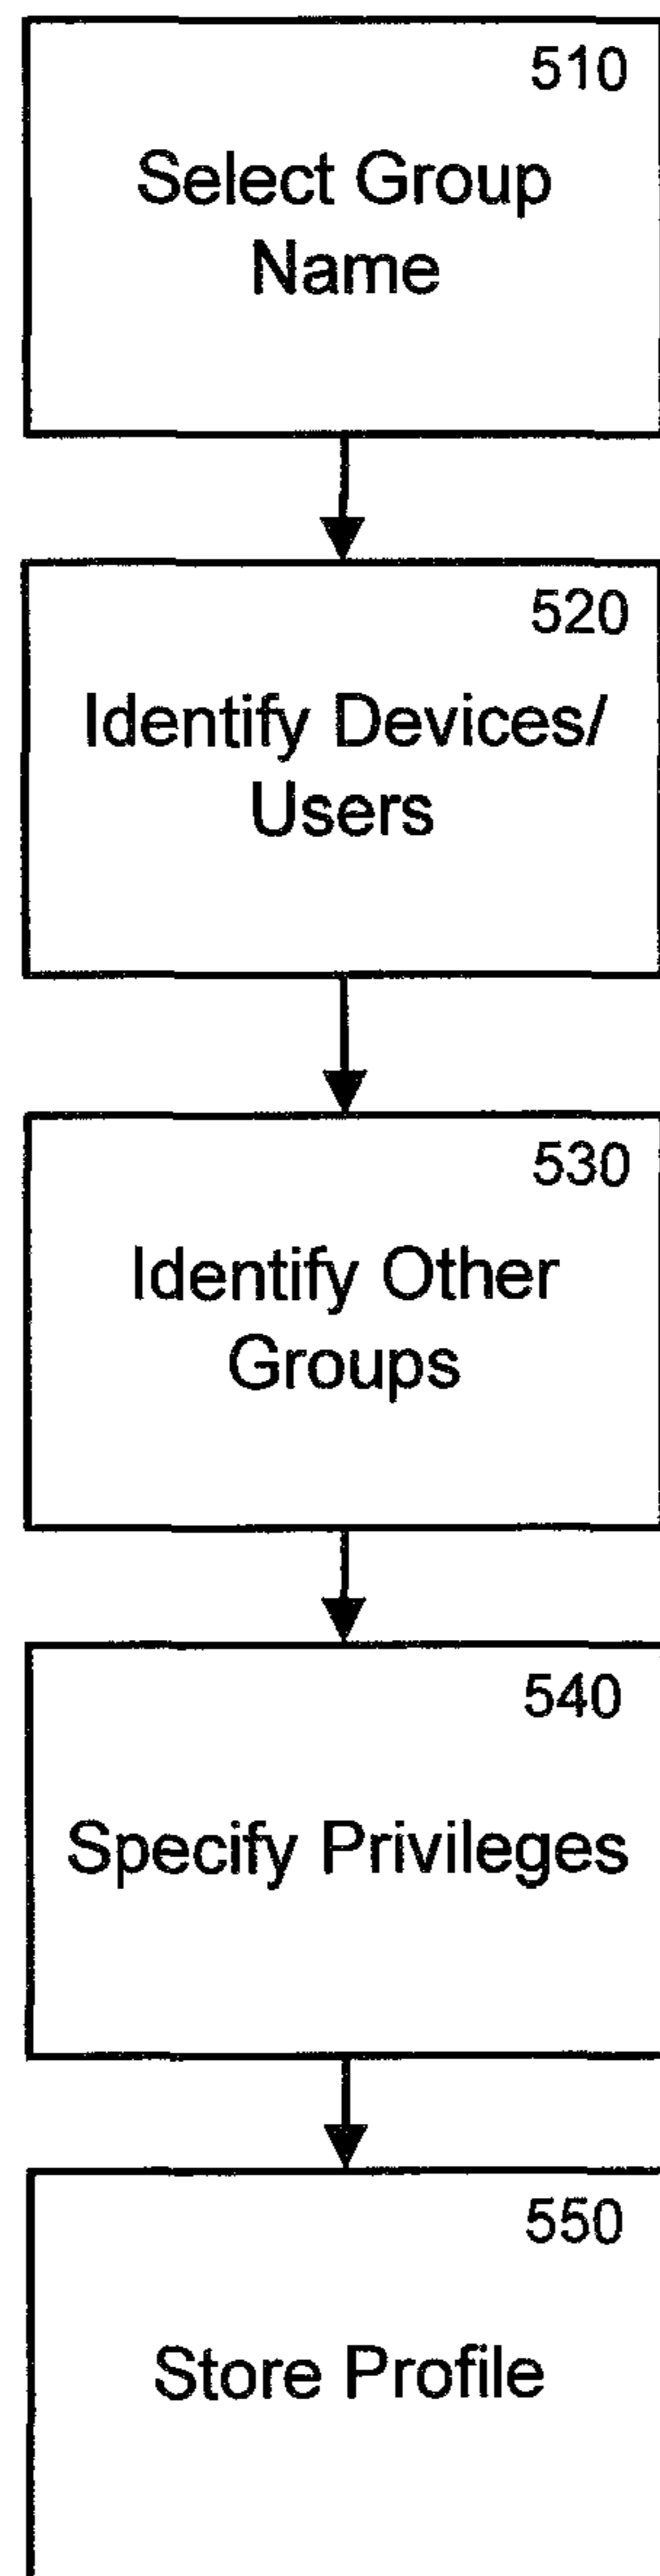 510
Select Group
Name
520
Identify Devices/
Users
530
Identify Other
Groups
540
Specify Privileges
550
Store Profile